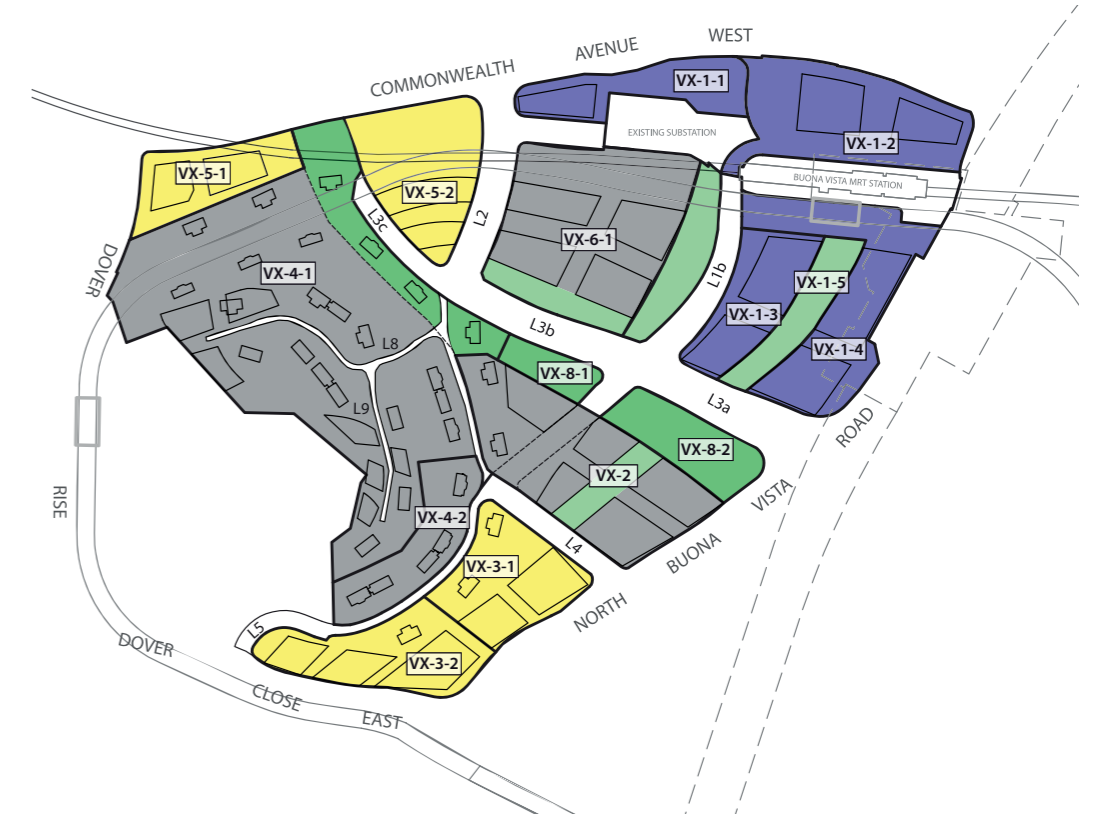 WEST
AVENUE
COMMONWEALTH
VX-1-1
EXISTING SUBSTATION
VX-1-2
VX-5-1
BUONA VISTA MRT STATION
VX-5-2
L3c
L2
VX-6-1
DOVER
VX-4-1
L1b
VX-1-5
VX-1-3
L3b
L8
VX-1-4
VX-8-1
L3a
L9
ROAD
VX-8-2
VX-2
VISTA
RISE
VX-4-2
L4
BUONA
VX-3-1
NORTH
L5
DOVER
VX-3-2
CLOSE
EAST